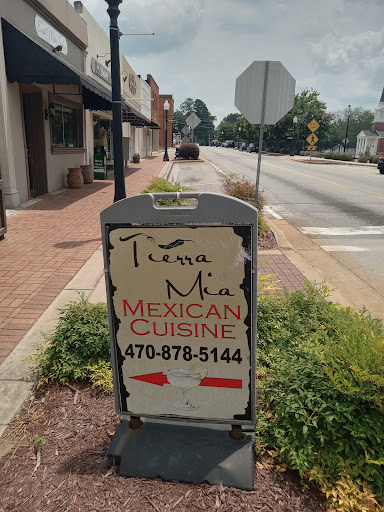 Tierra
Mia
MEXICAN
CUISINE
470-878-5144